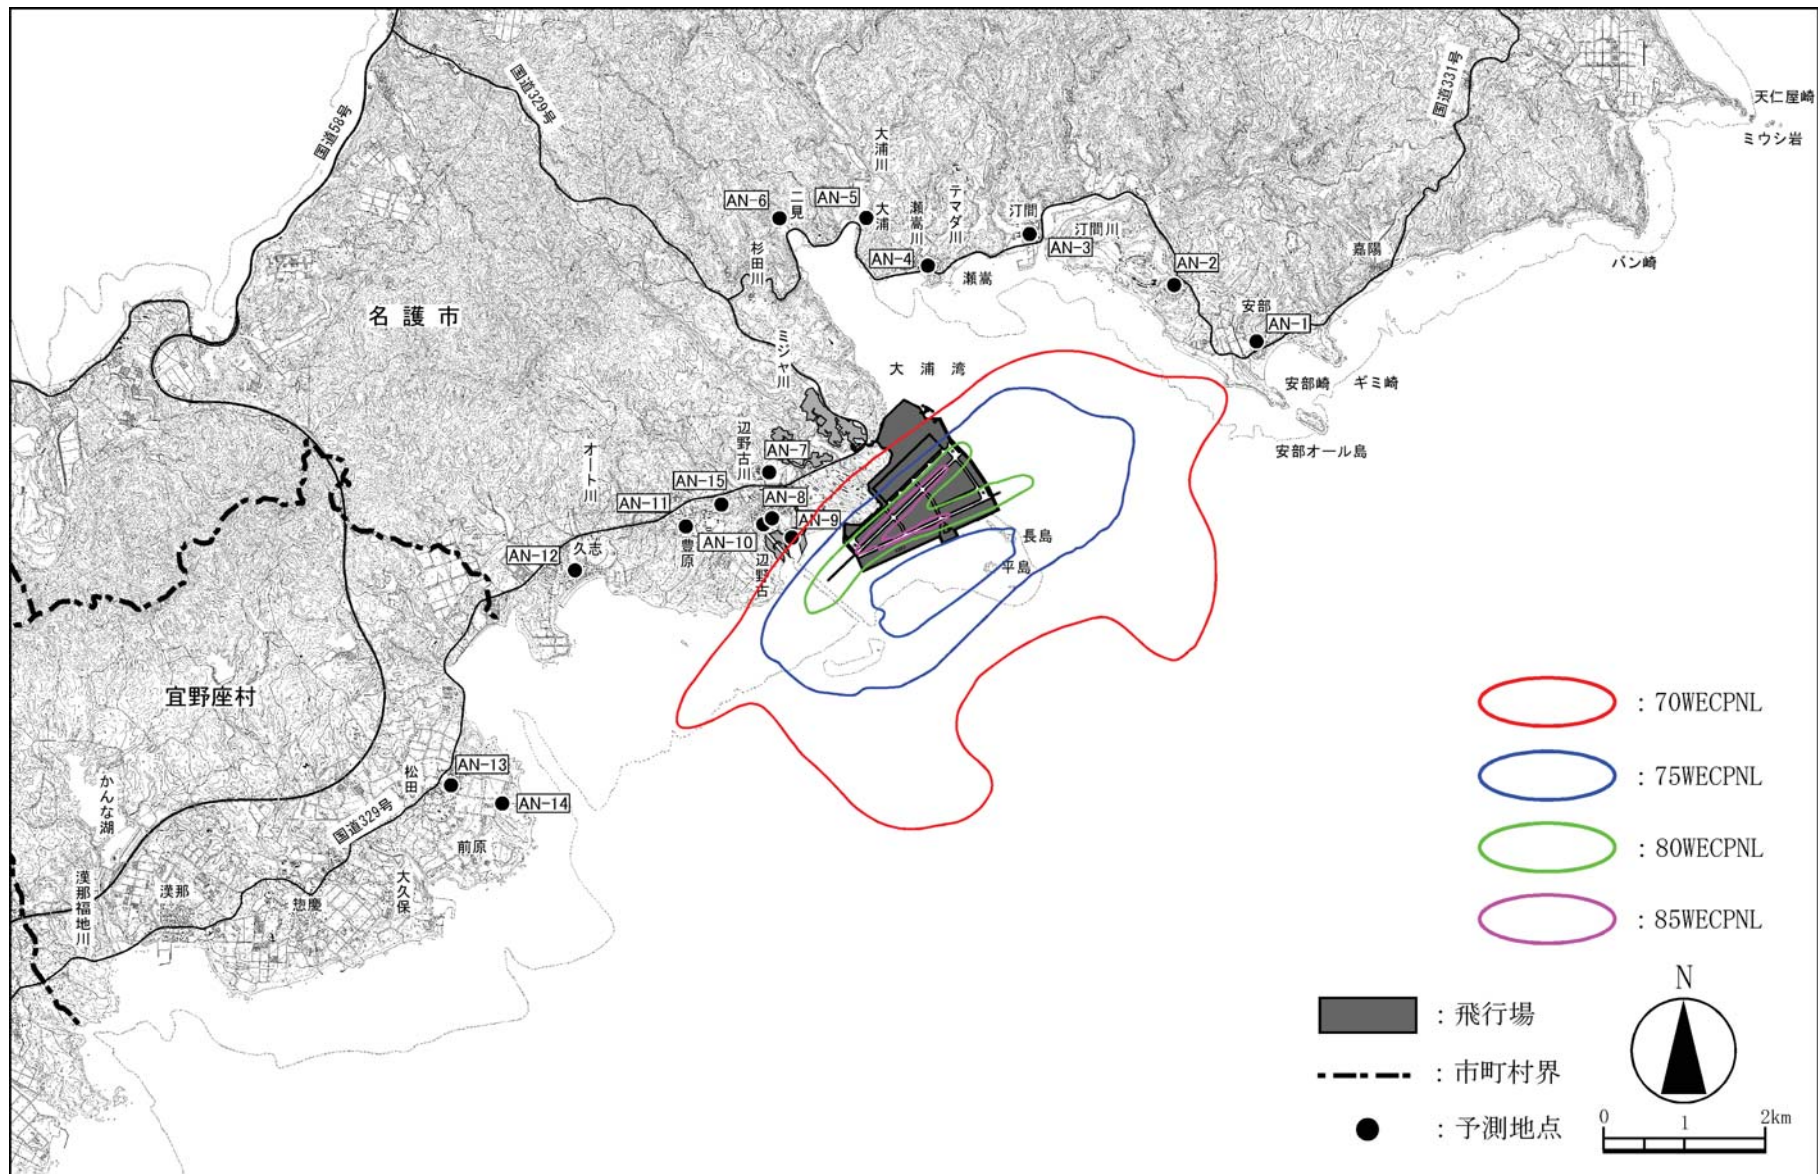 天仁屋崎
ミウシ岩
国道331号
国道329号
国道58号
大浦川
AN-6
二見
AN-5
大浦
瀬嵩川
テマダ川
汀間
汀間川
AN-3
AN-4
瀬嵩
杉田川
AN-2
嘉陽
バン崎
安部
AN-1
名護市
ミジャ川
大浦湾
安部崎
ギミ崎
安部オール島
辺野古川
オートﾄ川
AN-7
AN-15
AN-11
AN-8
AN-9
AN-10
豊原
辺野古
AN-12
久志
長島
平島
宜野座村
かんな湖
松田
AN-13
AN-14
国道329号
前原
大久保
漢那福地川
漢那
惣慶
：70WECPNL
：75WECPNL
：80WECPNL
：85WECPNL
：飛行場
：市町村界
：予測地点
N
0 1 2km